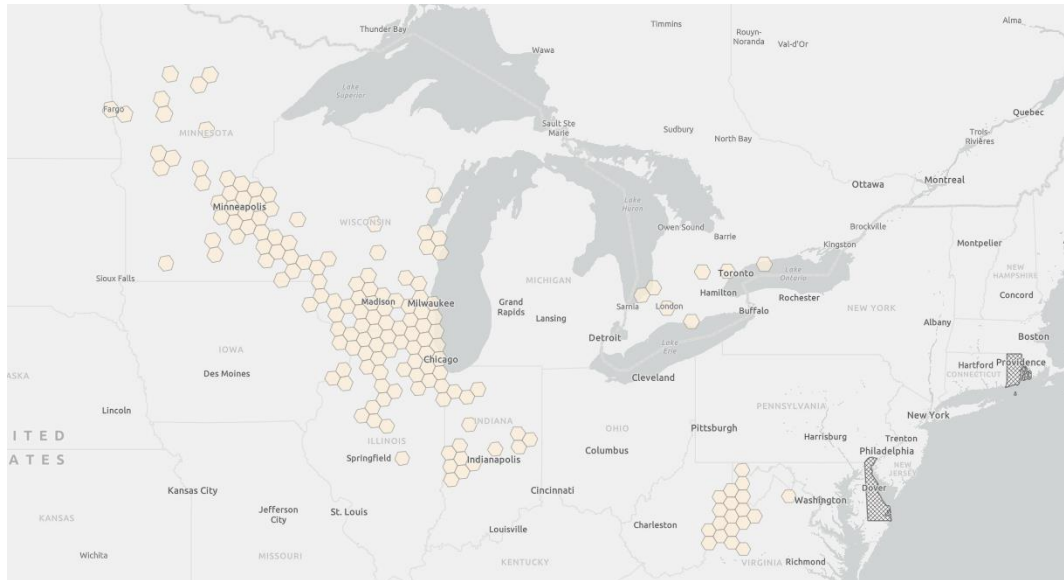 Thunder Bay
Timmins
Rouyn-
Noranda
Val-d'Or
Alma
Wawa
Lake
Superior
Fargo
MINNESOTA
Sault Ste
Marie
Sudbury
North Bay
Quebec
Trois-
Rivières
Ottawa
Montreal
Minneapolis
WISCONSIN
Lake
Huron
Owen Sound
Barrie
Brockville
Kingston
Montpelier
NEW
HAMPSHIRE
Concord
Sioux Falls
MICHIGAN
Toronto
Lake
Ontario
Hamilton
Rochester
Madison
Milwaukee
Grand
Rapids
Lansing
Sarnia
London
Buffalo
NEW YORK
Albany
Boston
IOWA
Chicago
Detroit
Lake
Erie
Cleveland
Hartford
Providence
CONNECTICUT
ASKA
Des Moines
Lincoln
PENNSYLVANIA
New York
UNITED
ATES
ILLINOIS
INDIANA
OHIO
Pittsburgh
Harrisburg
Trenton
Philadelphia
NEW
JERSEY
Springfield
Indianapolis
Columbus
Kansas City
Jefferson
City
St. Louis
Cincinnati
Charleston
Washington
Dover
KANSAS
Louisville
Wichita
MISSOURI
KENTUCKY
VIRGINIA
Richmond